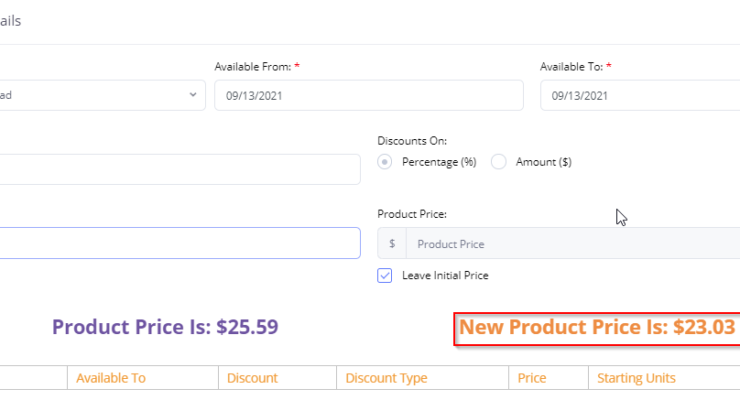 ails
Available From: *
Available To: *
ad
09/13/2021
09/13/2021
Discounts On:
Percentage (%)
Amount ($)
Product Price:
$
Product Price
Leave Initial Price
Product Price Is: $25.59
New Product Price Is: $23.03
Available To
Discount
Discount Type
Price
Starting Units